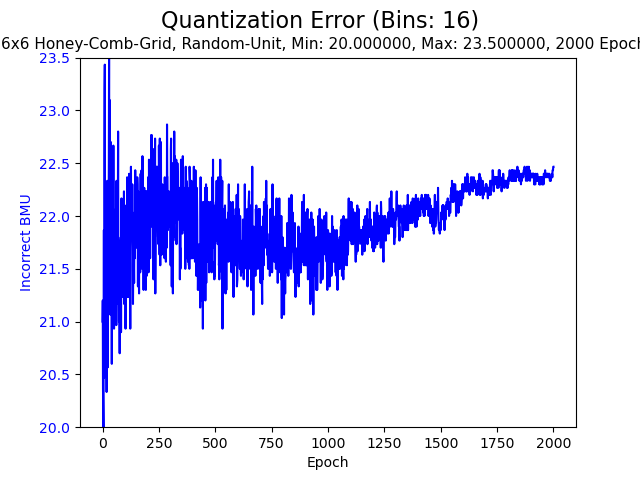 Quantization Error (Bins: 16)
6x6 Honey-Comb-Grid, Random-Unit, Min: 20.000000, Max: 23.500000, 2000 Epoch
23.5
23.0
22.5
22.0
21.5
21.0
20.5
20.0
Incorrect BMU
0 250 500 750 1000 1250 1500 1750 2000
Epoch